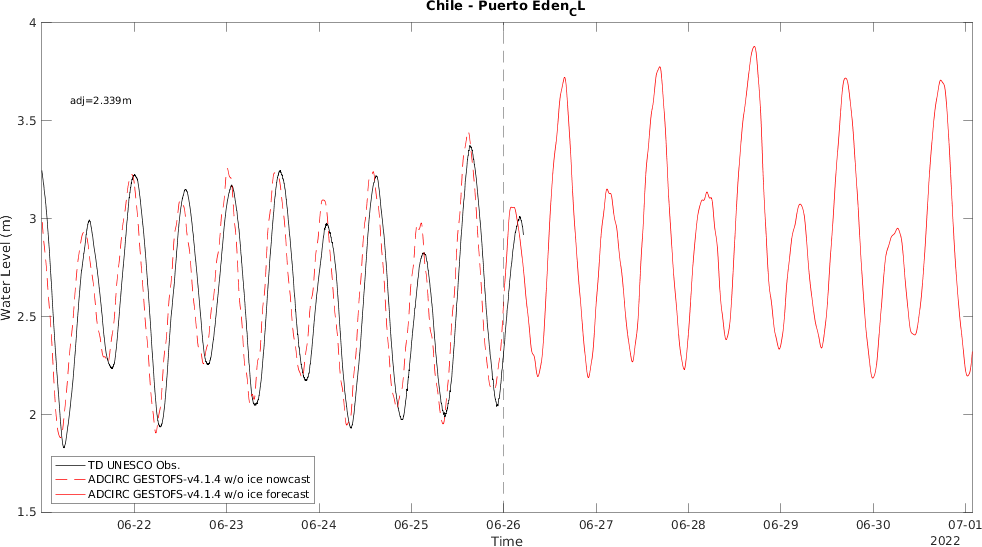 Chile - Puerto Eden_CL
4
3.5
3
2.5
2
1.5
Water Level (m)
adj=2.339m
TD UNESCO Obs.
ADCIRC GESTOFS-v4.1.4 w/o ice nowcast
ADCIRC GESTOFS-v4.1.4 w/o ice forecast
06-22 06-23 06-24 06-25 06-26 06-27 06-28 06-29 06-30 07-01
Time
2022